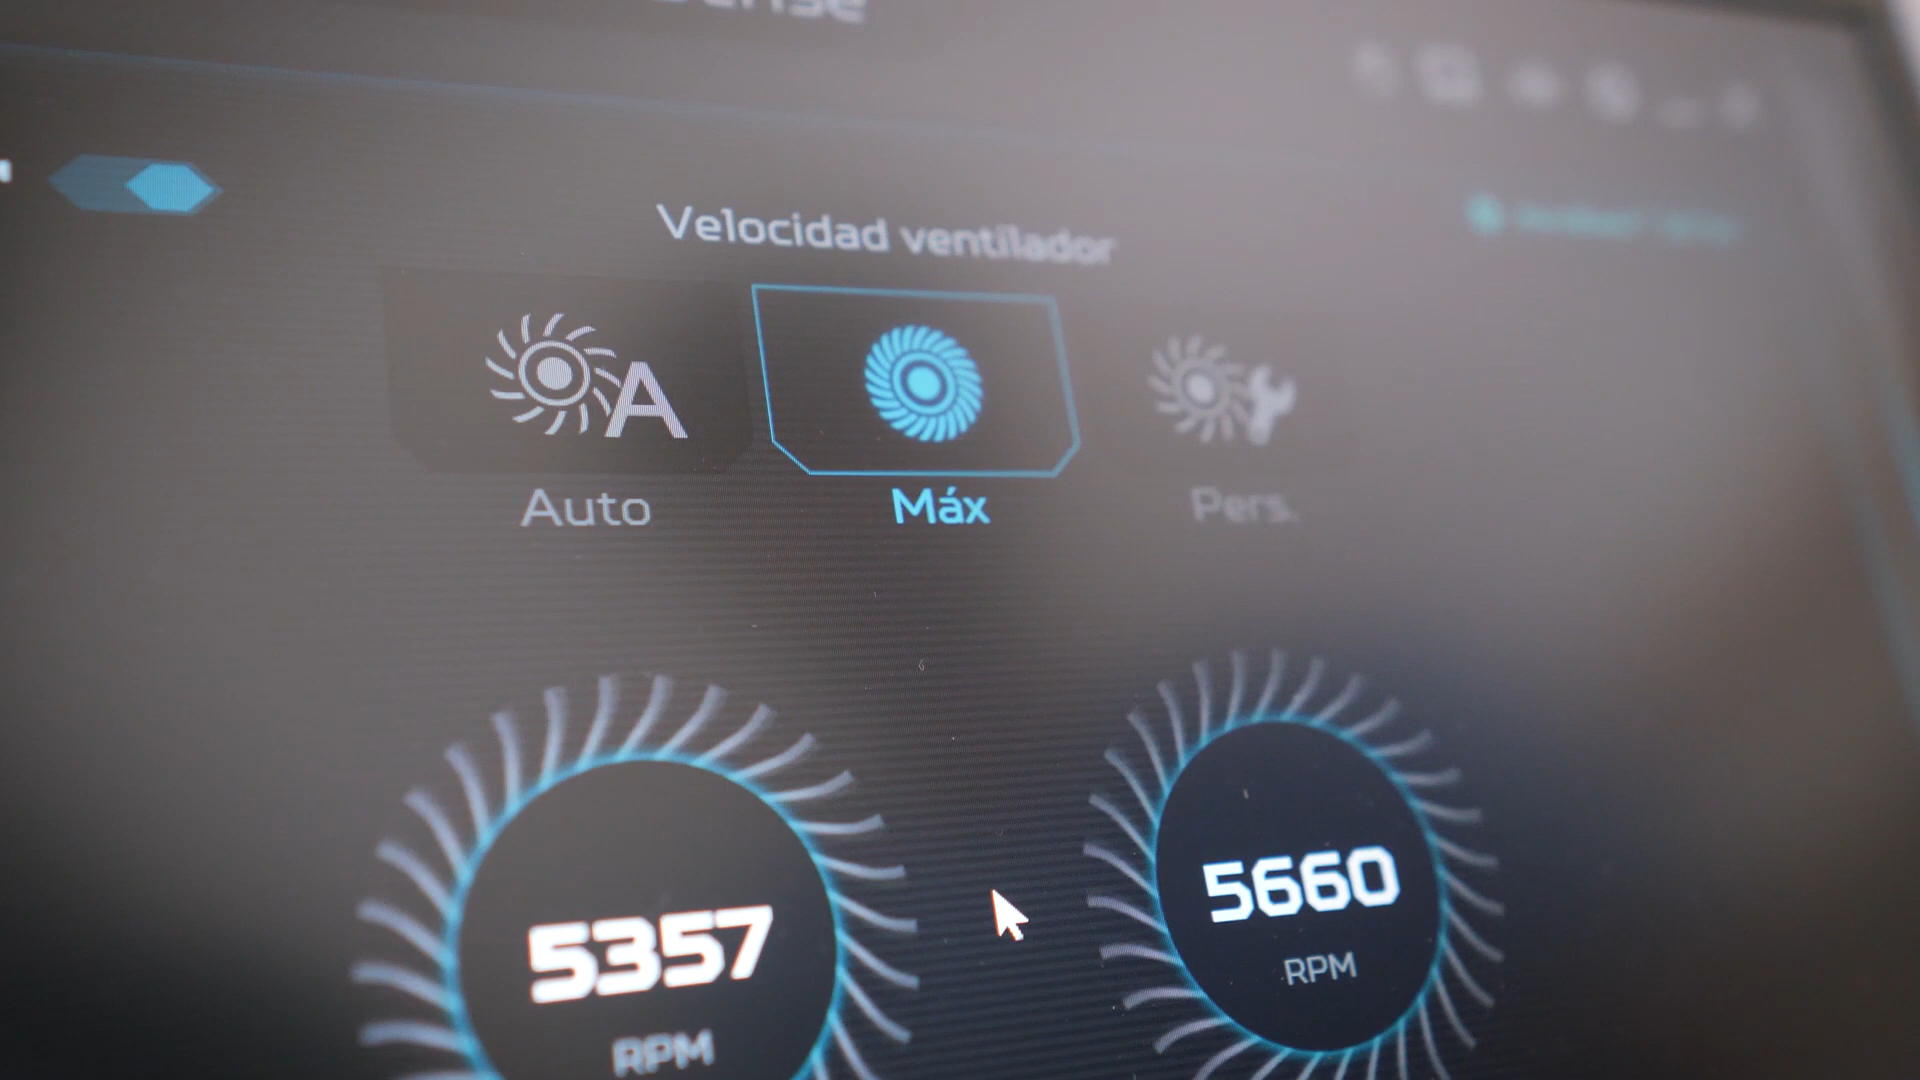 Velocidad ventilador
A
Auto
Máx
Pers.
5357
RPM
5660
RPM